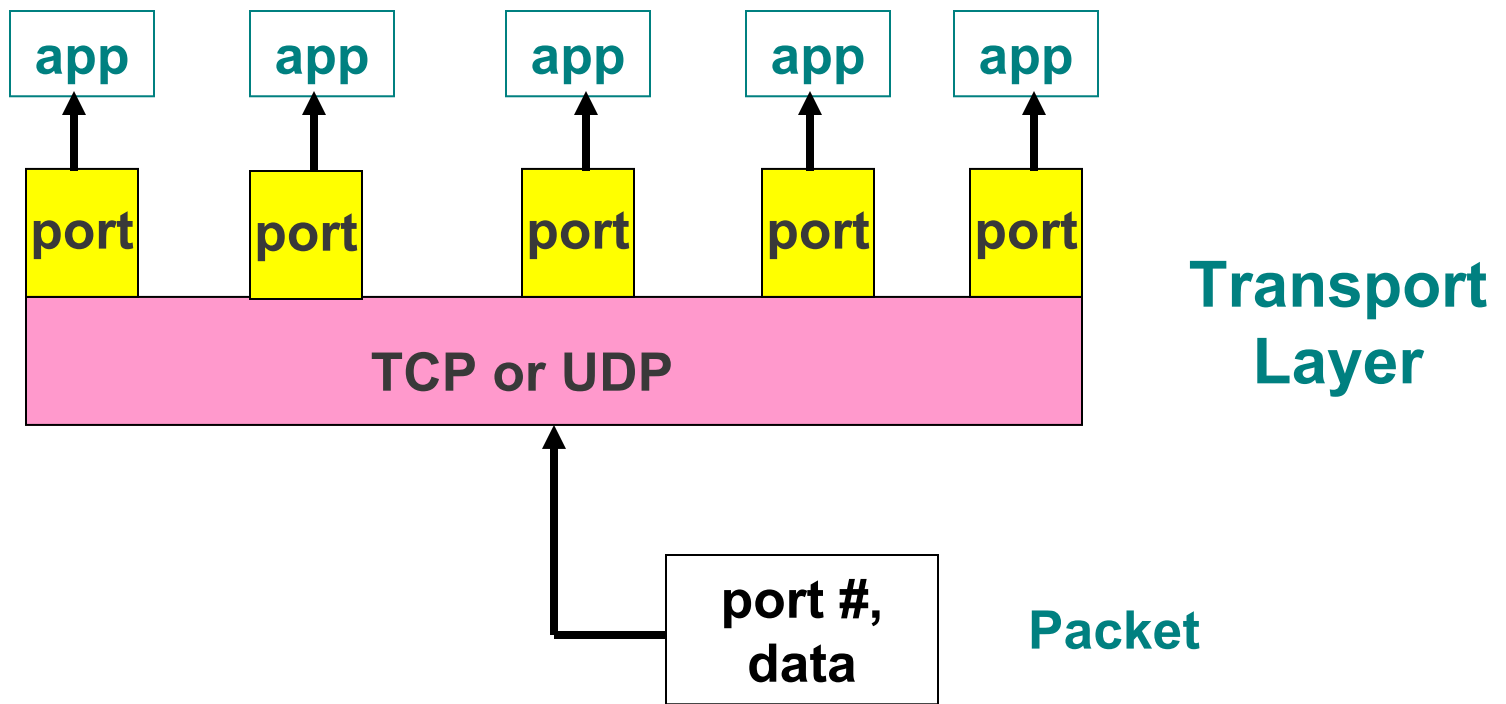 app app app app app
port port port port port
Transport
Layer
TCP or UDP
port #,
data
Packet